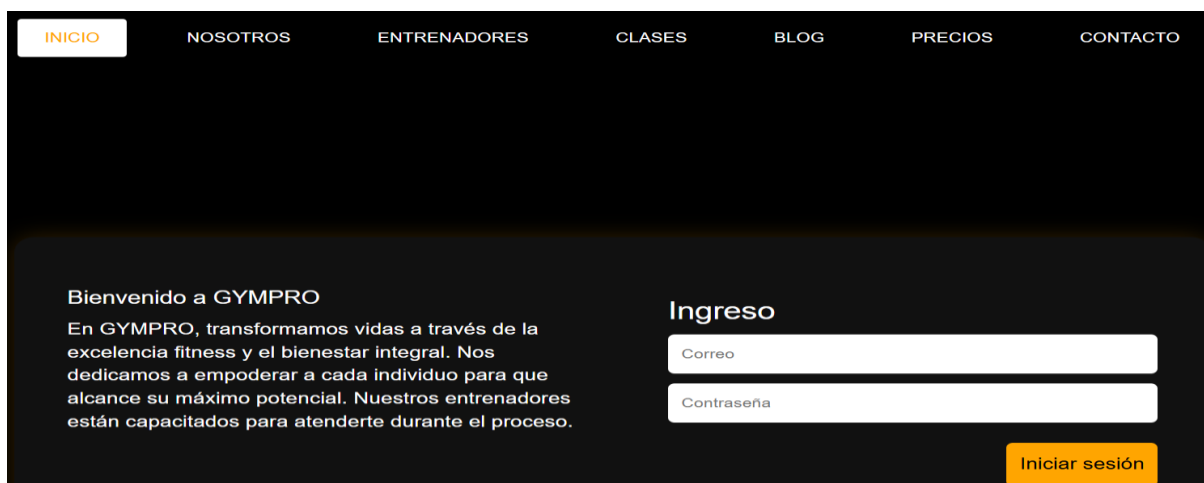 INICIO NOSOTROS ENTRENADORES CLASES BLOG PRECIOS CONTACTO
Bienvenido a GYMPRO
En GYMPRO, transformamos vidas a través de la
excelencia fitness y el bienestar integral. Nos
dedicamos a empoderar a cada individuo para que
alcance su máximo potencial. Nuestros entrenadores
están capacitados para atenderte durante el proceso.
Ingreso
Correo
Contraseña
Iniciar sesión